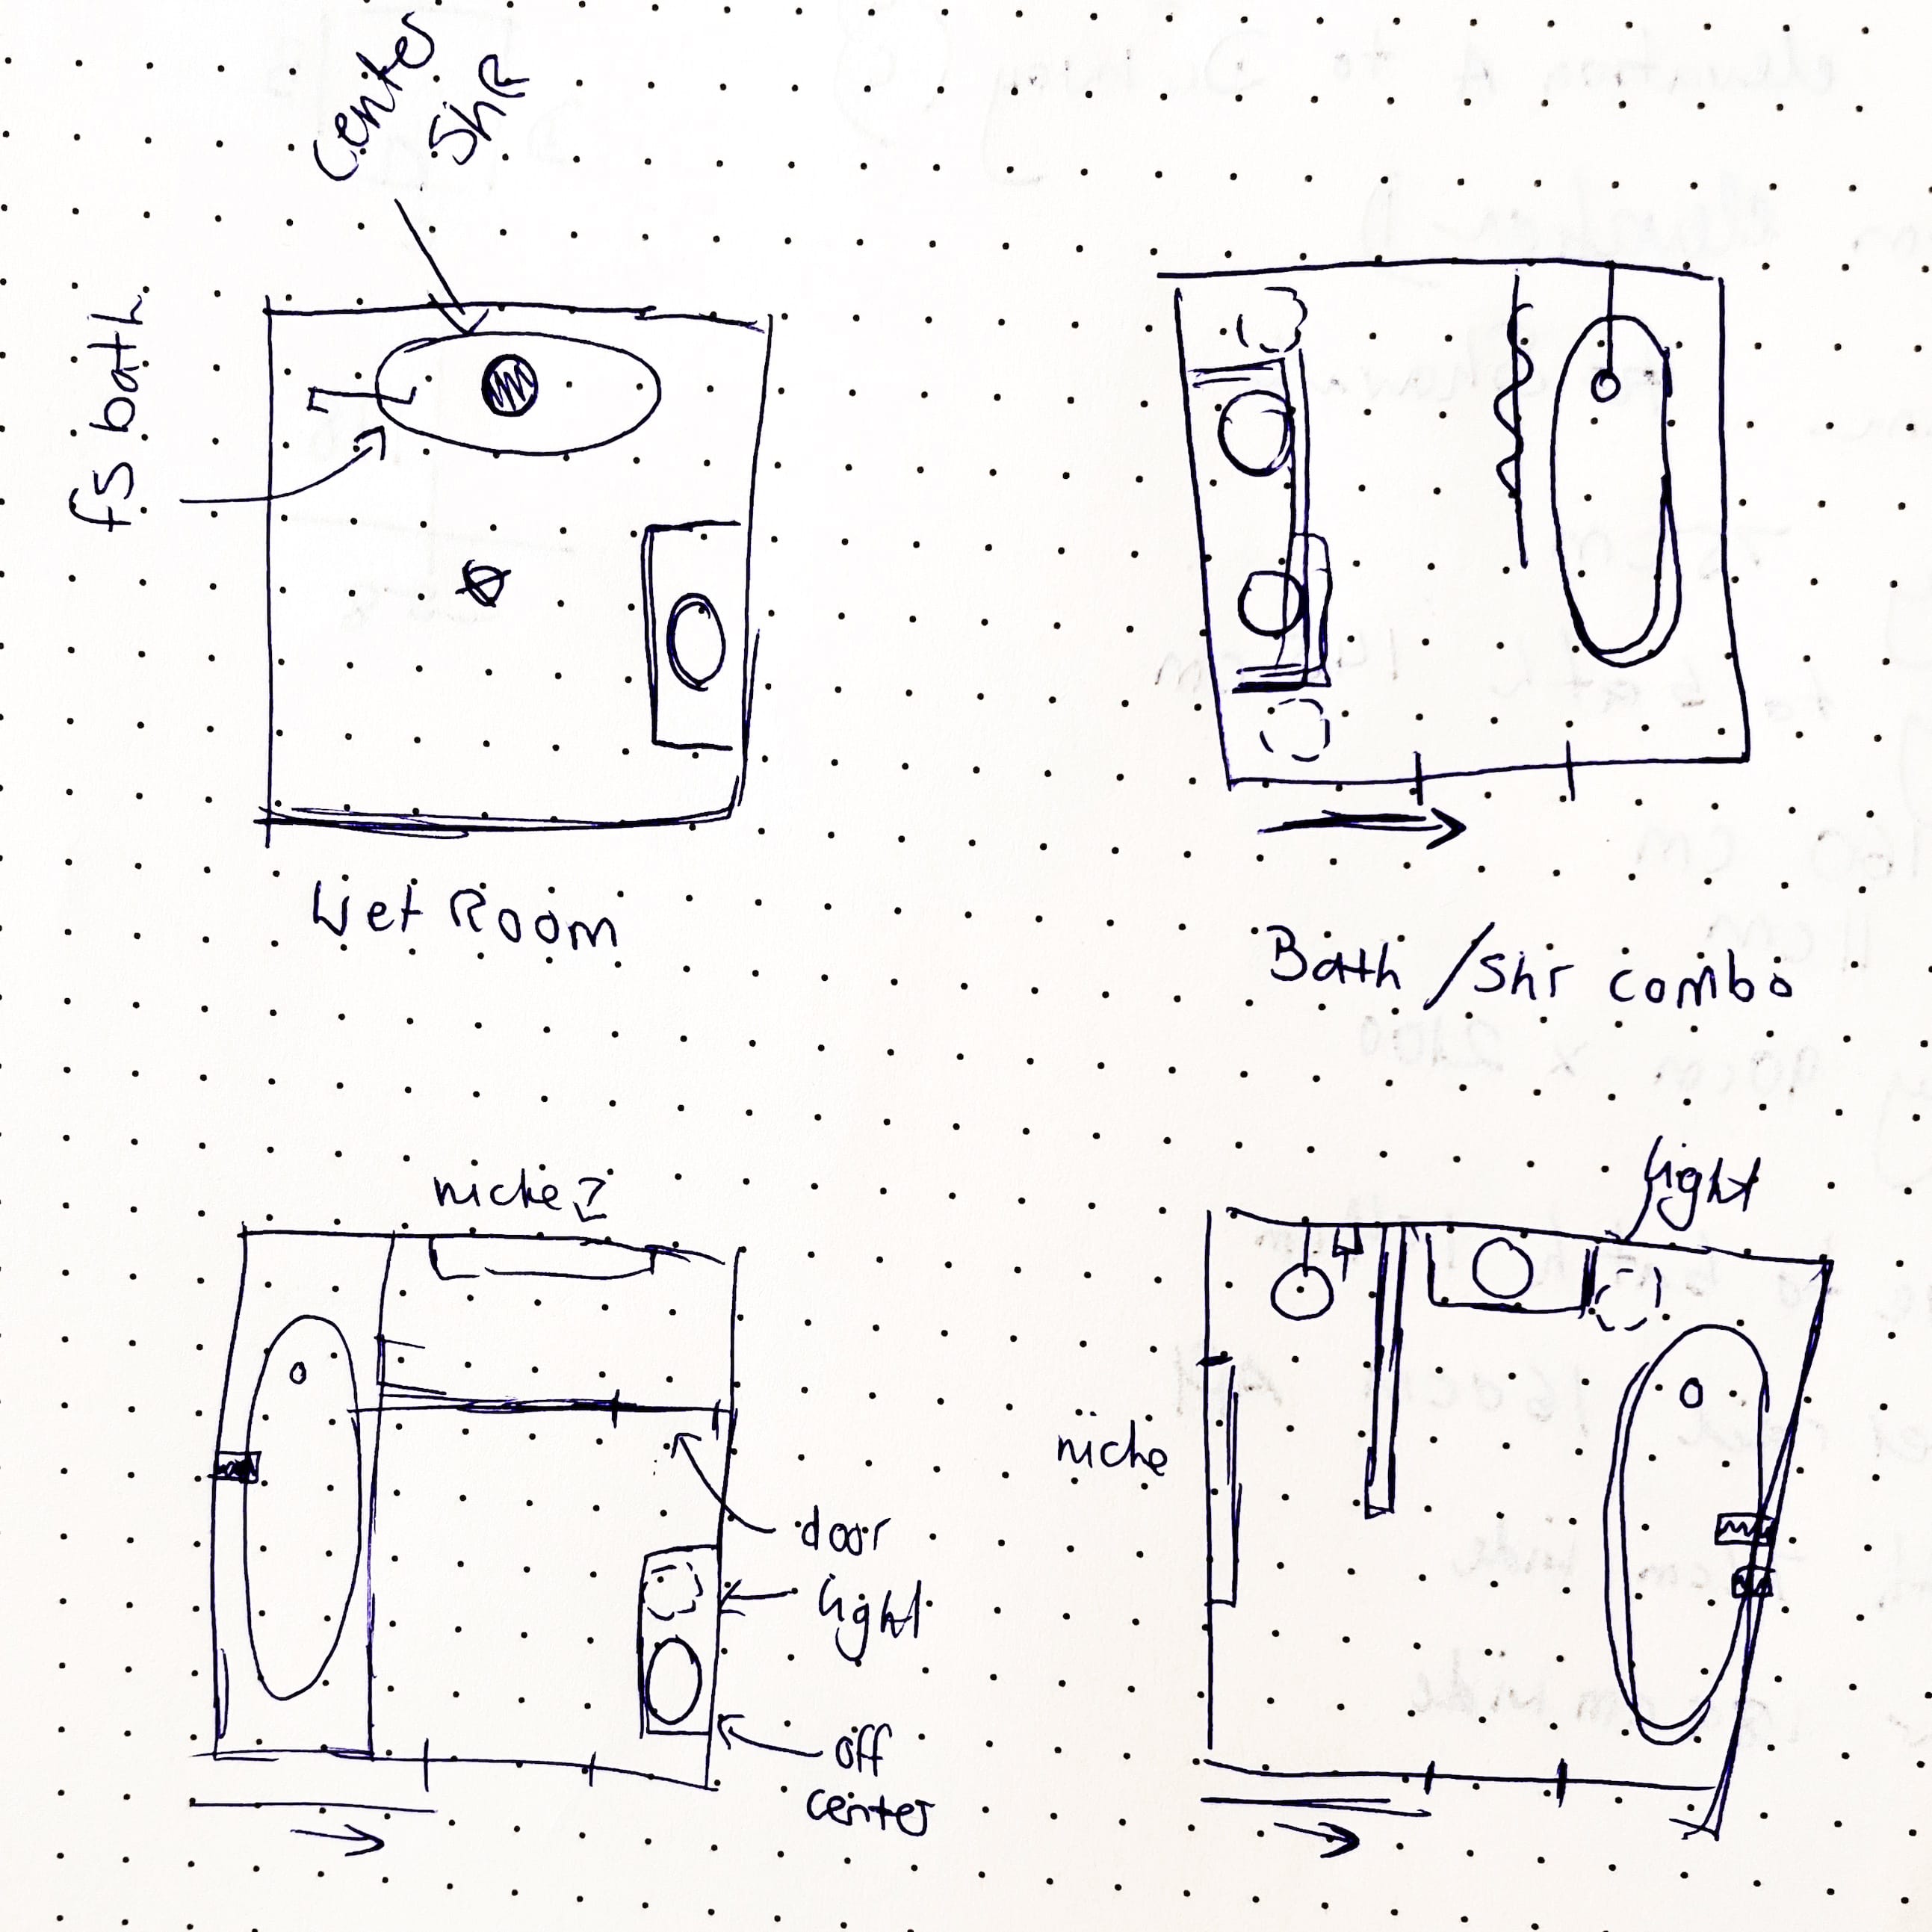 center
shr
fs bath
Wet Room
Bath /shr combo
niche?
door
light
off
center
light
niche